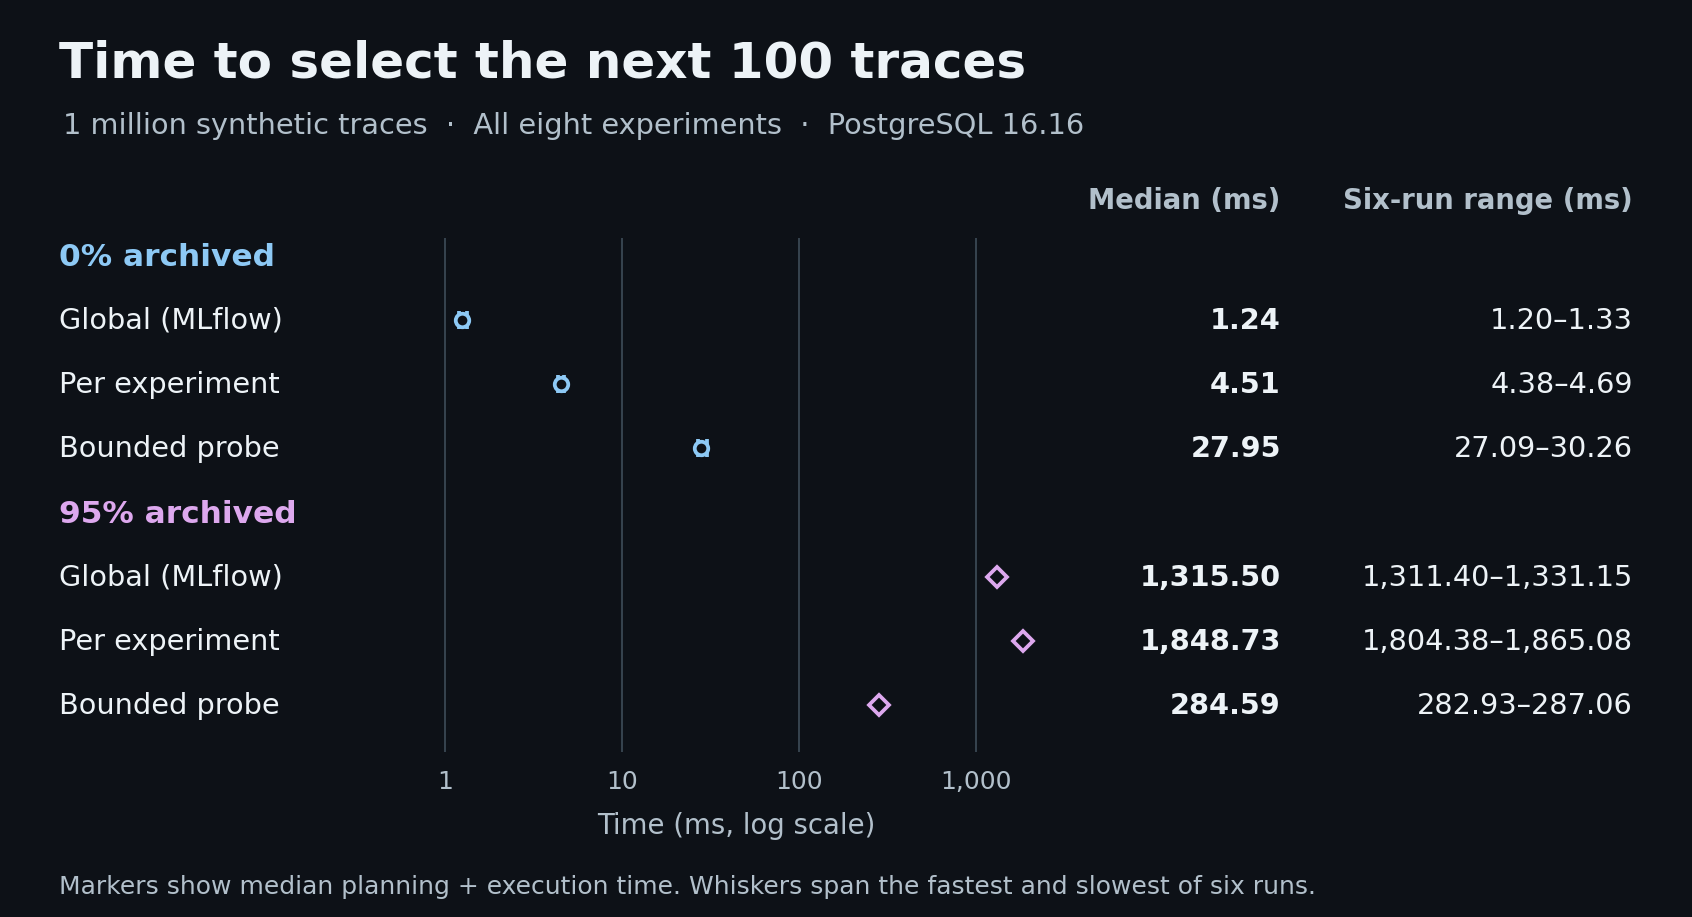 Time to select the next 100 traces
1 million synthetic traces · All eight experiments · PostgreSQL 16.16
Median (ms) Six-run range (ms)
0% archived
Global (MLflow) 1.24 1.20–1.33
Per experiment 4.51 4.38–4.69
Bounded probe 27.95 27.09–30.26
95% archived
Global (MLflow) 1,315.50 1,311.40–1,331.15
Per experiment 1,848.73 1,804.38–1,865.08
Bounded probe 284.59 282.93–287.06
1 10 100 1,000
Time (ms, log scale)
Markers show median planning + execution time. Whiskers span the fastest and slowest of six runs.